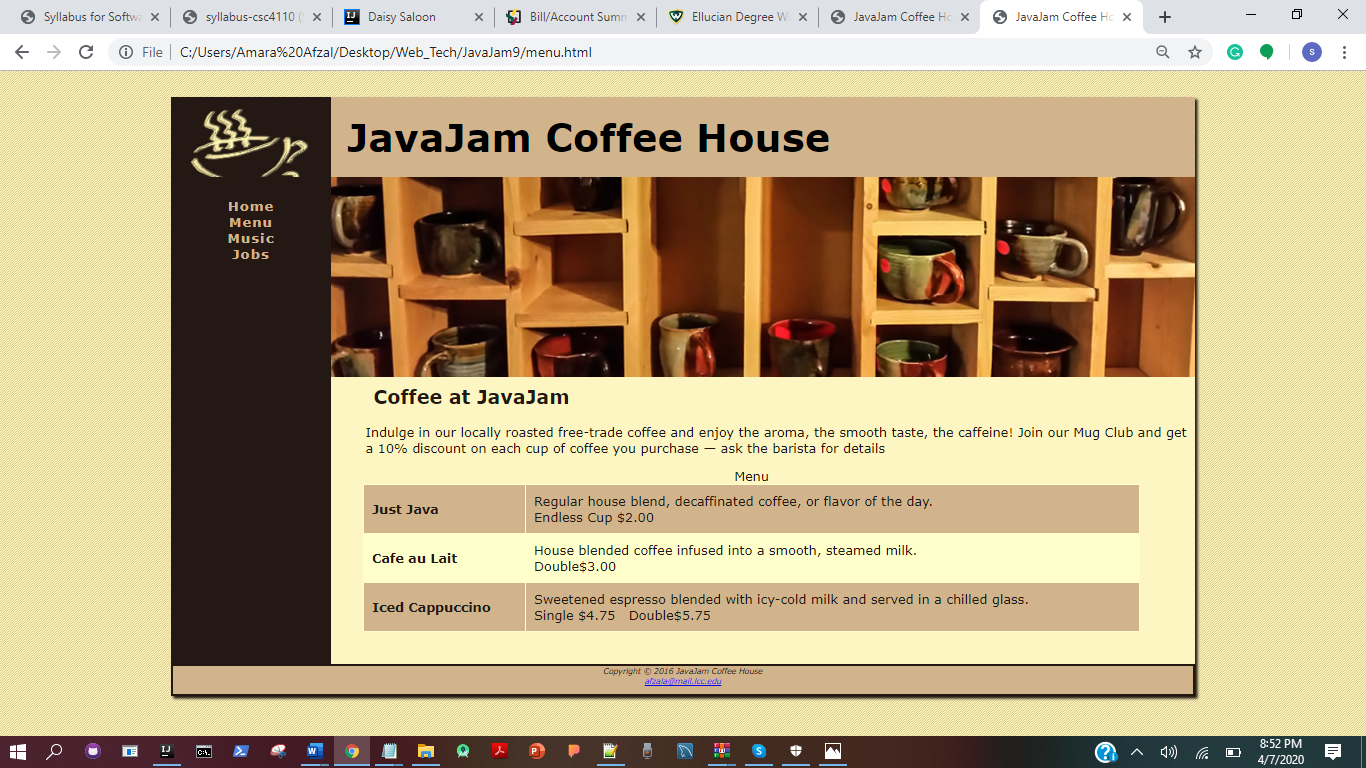 Syllabus for Softwa
syllabus-csc4110 (
Daisy Saloon
Bill/Account Summ
Ellucian Degree W
JavaJam Coffee Ho
JavaJam Coffee Ho
File
C:/Users/Amara%20Afzal/Desktop/Web_Tech/JavaJam9/menu.html
S
JavaJam Coffee House
Home
Menu
Music
Jobs
Coffee at JavaJam
Indulge in our locally roasted free-trade coffee and enjoy the aroma, the smooth taste, the caffeine! Join our Mug Club and get
a 10% discount on each cup of coffee you purchase — ask the barista for details
Menu
Just Java
Regular house blend, decaffinated coffee, or flavor of the day.
Endless Cup $2.00
Cafe au Lait
House blended coffee infused into a smooth, steamed milk.
Double$3.00
Iced Cappuccino
Sweetened espresso blended with icy-cold milk and served in a chilled glass.
Single $4.75 Double$5.75
Copyright © 2016 JavaJam Coffee House
afzala@mail.lcc.edu
8:52 PM
4/7/2020